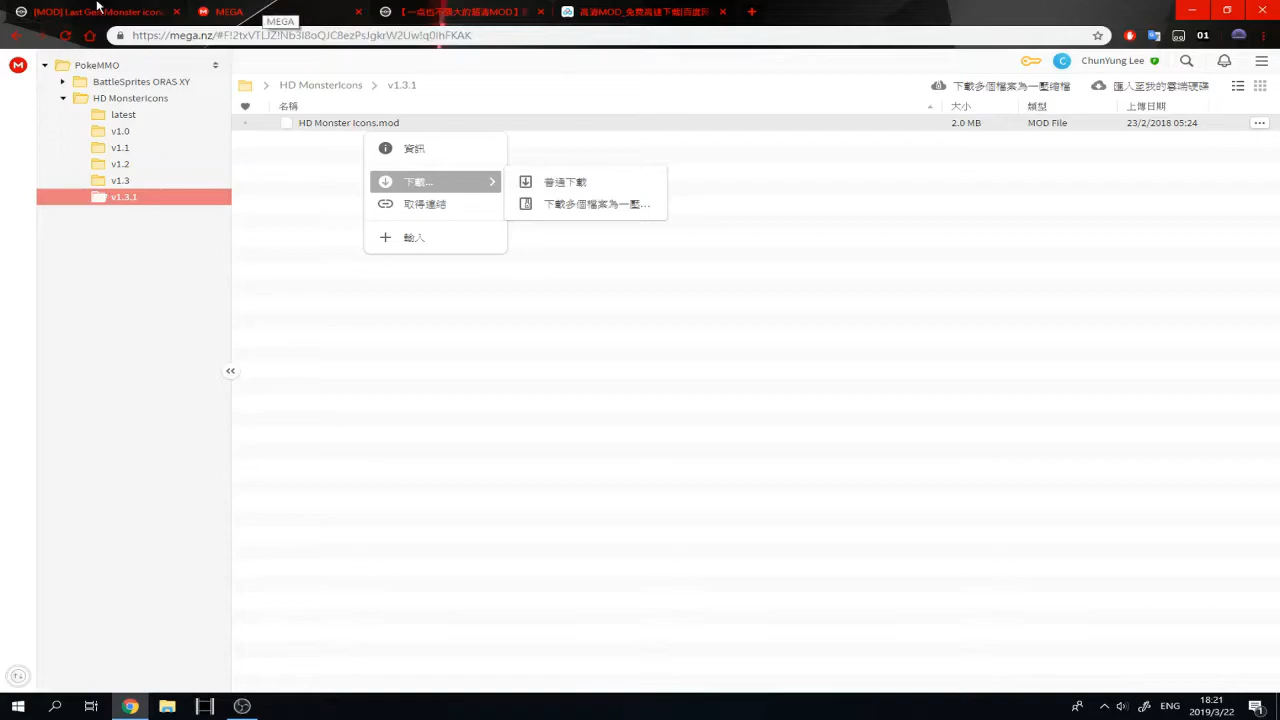 [MOD] Last Gen Monster icons
MEGA
【一点也不强大的超清MOD】
高清MOD_免费高速下载|百度网
MEGA
https://mega.nz/#F!2txVTIJZ!Nb3I8oQJC8ezPsJgkrW2Uw!q0IhFKAK
01
PokeMMO
BattleSprites ORAS XY
HD MonsterIcons
latest
v1.0
v1.1
v1.2
v1.3
v1.3.1
ChunYung Lee
HD MonsterIcons > v1.3.1
下載多個檔案為一壓縮檔
匯入至我的雲端硬碟
名稱
大小
類型
上傳日期
HD Monster Icons.mod
2.0 MB
MOD File
23/2/2018 05:24
資訊
下載...
取得連結
輸入
普通下載
下載多個檔案為一壓...
ENG
18:21
2019/3/22